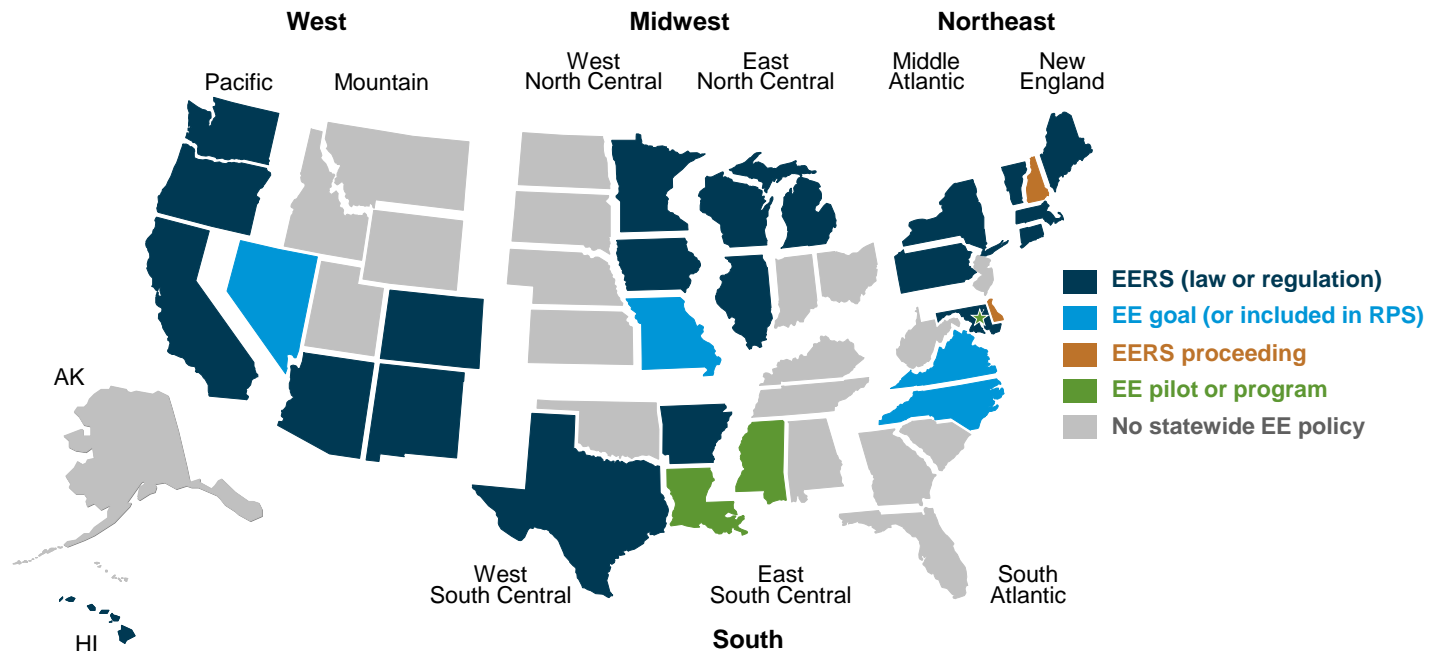 West
Midwest
Northeast
Pacific
Mountain
West
North Central
East
North Central
Middle
Atlantic
New
England
EERS (law or regulation)
EE goal (or included in RPS)
EERS proceeding
EE pilot or program
No statewide EE policy
AK
HI
West
South Central
East
South Central
South
Atlantic
South